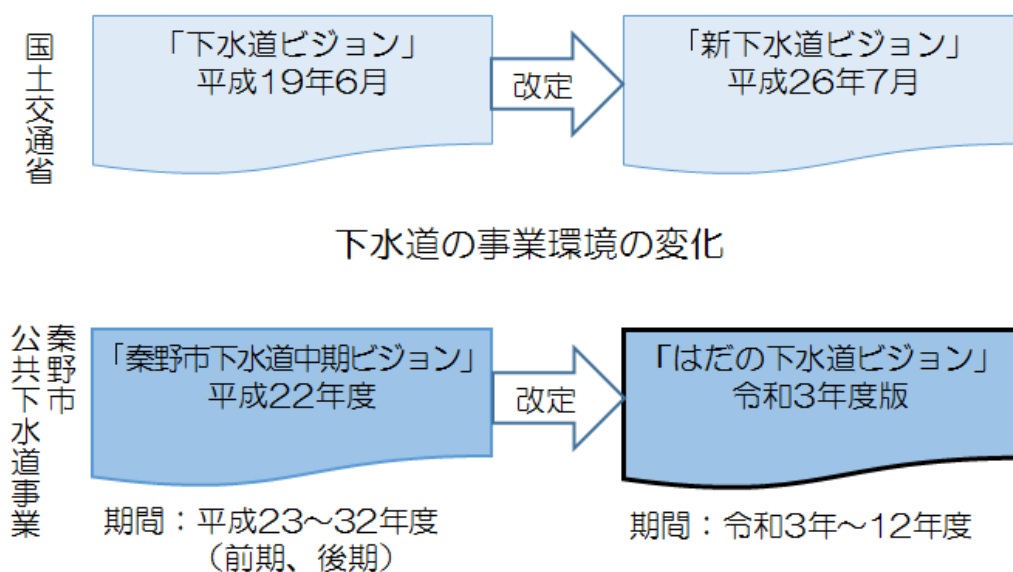 国土交通省
「下水道ビジョン」
平成19年6月
改定
「新下水道ビジョン」
平成26年7月
下水道の事業環境の変化
秦野市
公共下水道事業
「秦野市下水道中期ビジョン」
平成22年度
改定
「はだの下水道ビジョン」
令和3年度版
期間：平成23～32年度
（前期、後期）
期間：令和3年～12年度